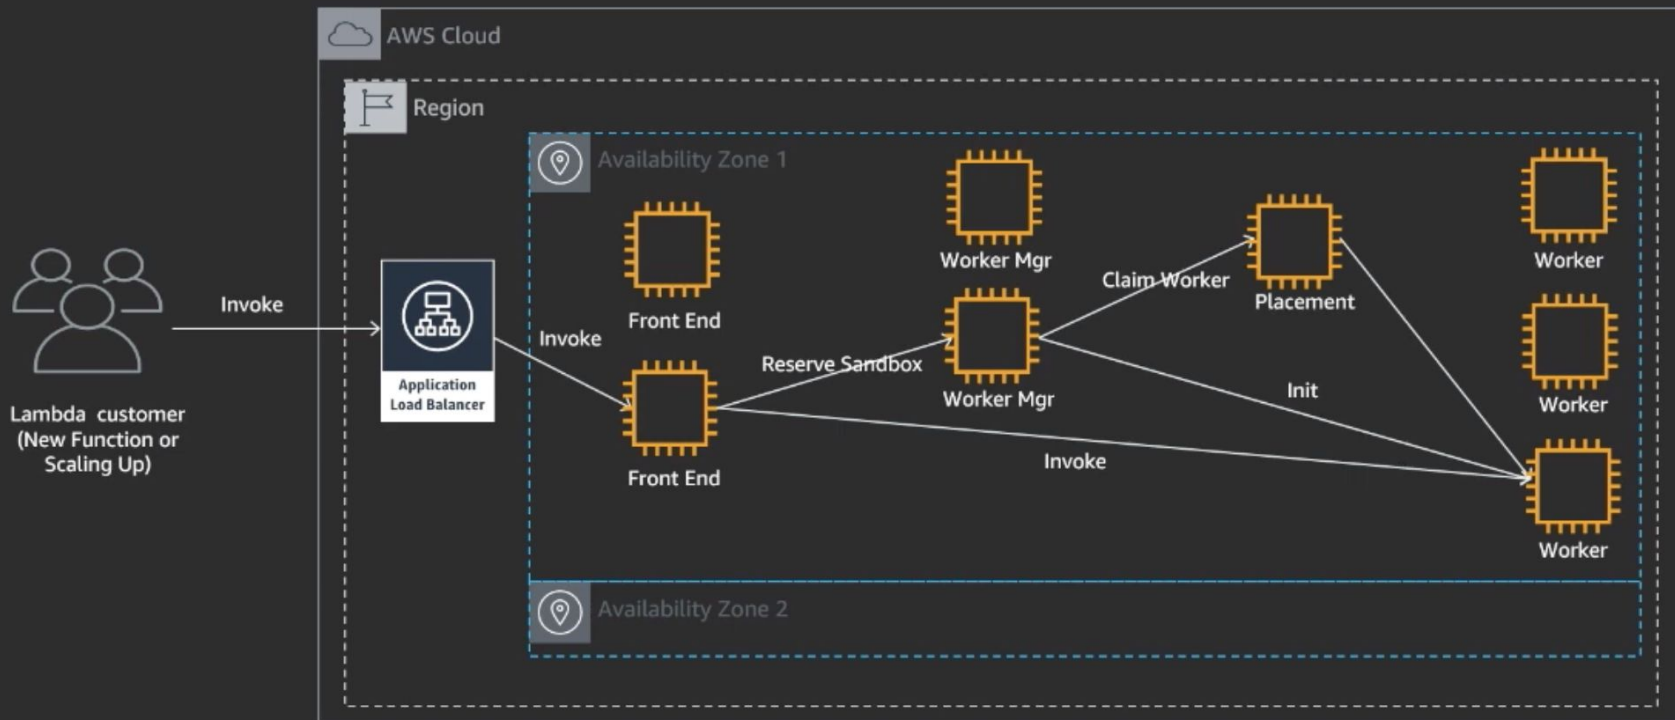 AWS Cloud
Region
Availability Zone 1
Worker Mgr
Worker
Claim Worker
Placement
Invoke
Front End
Invoke
Reserve Sandbox
Application
Load Balancer
Worker Mgr
Init
Worker
Lambda customer
(New Function or
Scaling Up)
Invoke
Front End
Worker
Availability Zone 2